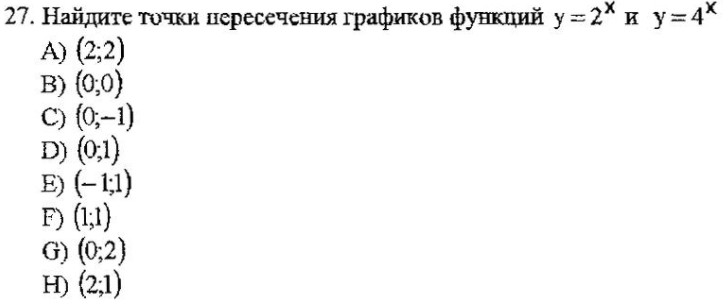 27. Найдите точки пересечения графиков функций y = 2^x и y = 4^x
A) (2;2)
B) (0;0)
C) (0;–1)
D) (0;1)
E) (–1;1)
F) (1;1)
G) (0;2)
H) (2;1)